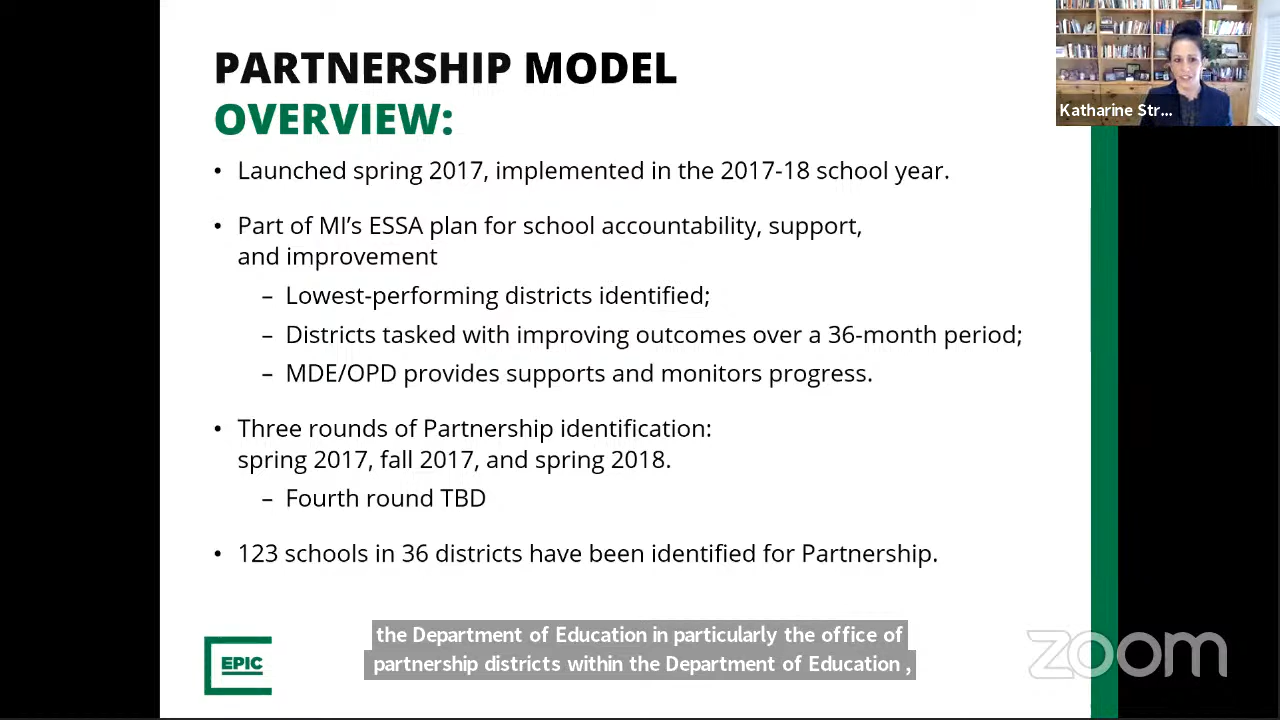 PARTNERSHIP MODEL
OVERVIEW:
Katharine Str...
• Launched spring 2017, implemented in the 2017-18 school year.
• Part of MI's ESSA plan for school accountability, support,
and improvement
– Lowest-performing districts identified;
– Districts tasked with improving outcomes over a 36-month period;
– MDE/OPD provides supports and monitors progress.
• Three rounds of Partnership identification:
spring 2017, fall 2017, and spring 2018.
– Fourth round TBD
• 123 schools in 36 districts have been identified for Partnership.
the Department of Education in particularly the office of
partnership districts within the Department of Education ,
EPIC
zoom